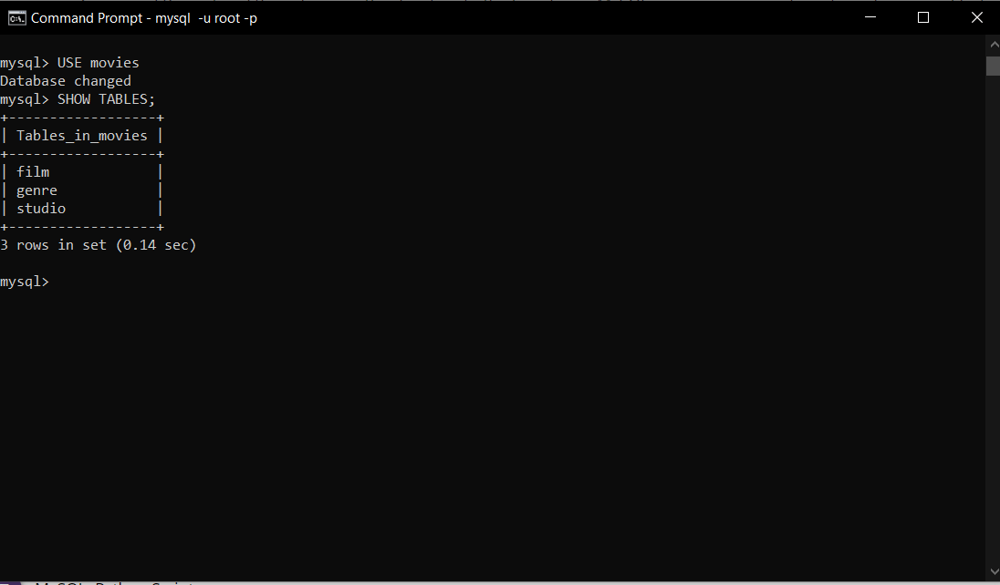 Command Prompt - mysql  -u root -p
mysql> USE movies
Database changed
mysql> SHOW TABLES;
+------------------+
| Tables_in_movies |
+------------------+
| film             |
| genre            |
| studio           |
+------------------+
3 rows in set (0.14 sec)
mysql>